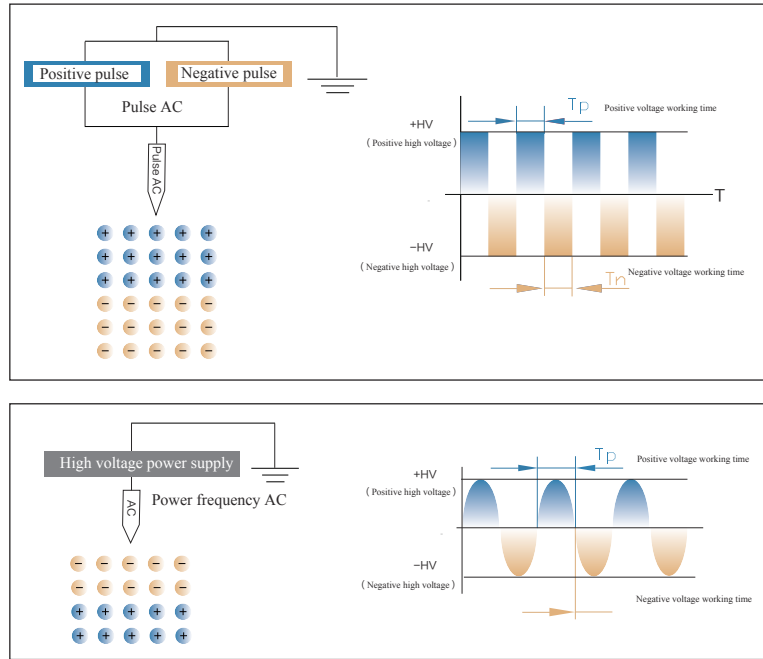 Positive pulse
Negative pulse
Pulse AC
Pulse AC
+ + + + +
+ + + + +
+ + + + +
− − − − −
− − − − −
− − − − −
Tp
Positive voltage working time
+HV
( Positive high voltage )
T
−HV
( Negative high voltage )
Tn
Negative voltage working time
High voltage power supply
AC
Power frequency AC
− − − − −
− − − − −
+ + + + +
+ + + + +
Tp
Positive voltage working time
+HV
(Positive high voltage )
−HV
( Negative high voltage )
Negative voltage working time